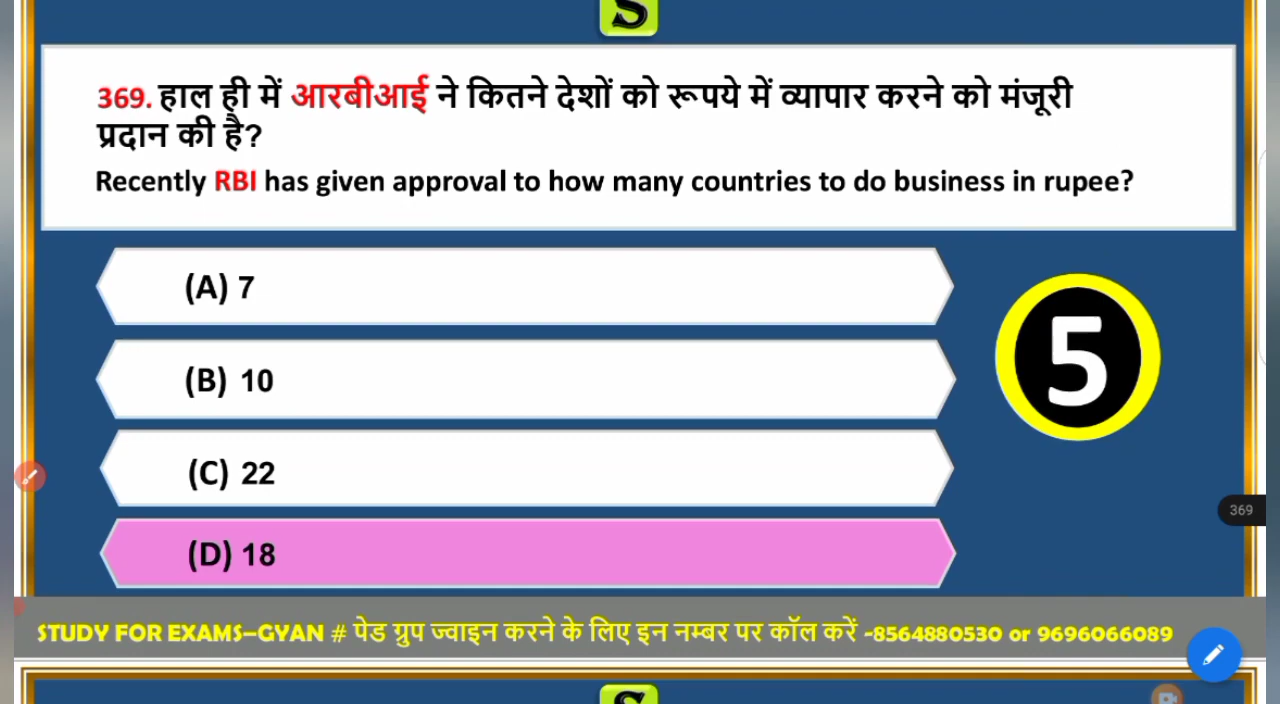 S
369. हाल ही में आरबीआई ने कितने देशों को रूपये में व्यापार करने को मंजूरी
प्रदान की है?
Recently RBI has given approval to how many countries to do business in rupee?
(A) 7
(B) 10
5
(C) 22
369
(D) 18
STUDY FOR EXAMS–GYAN # पेड ग्रुप ज्वाइन करने के लिए इन नम्बर पर कॉल करें -8564880530 or 9696066089
S